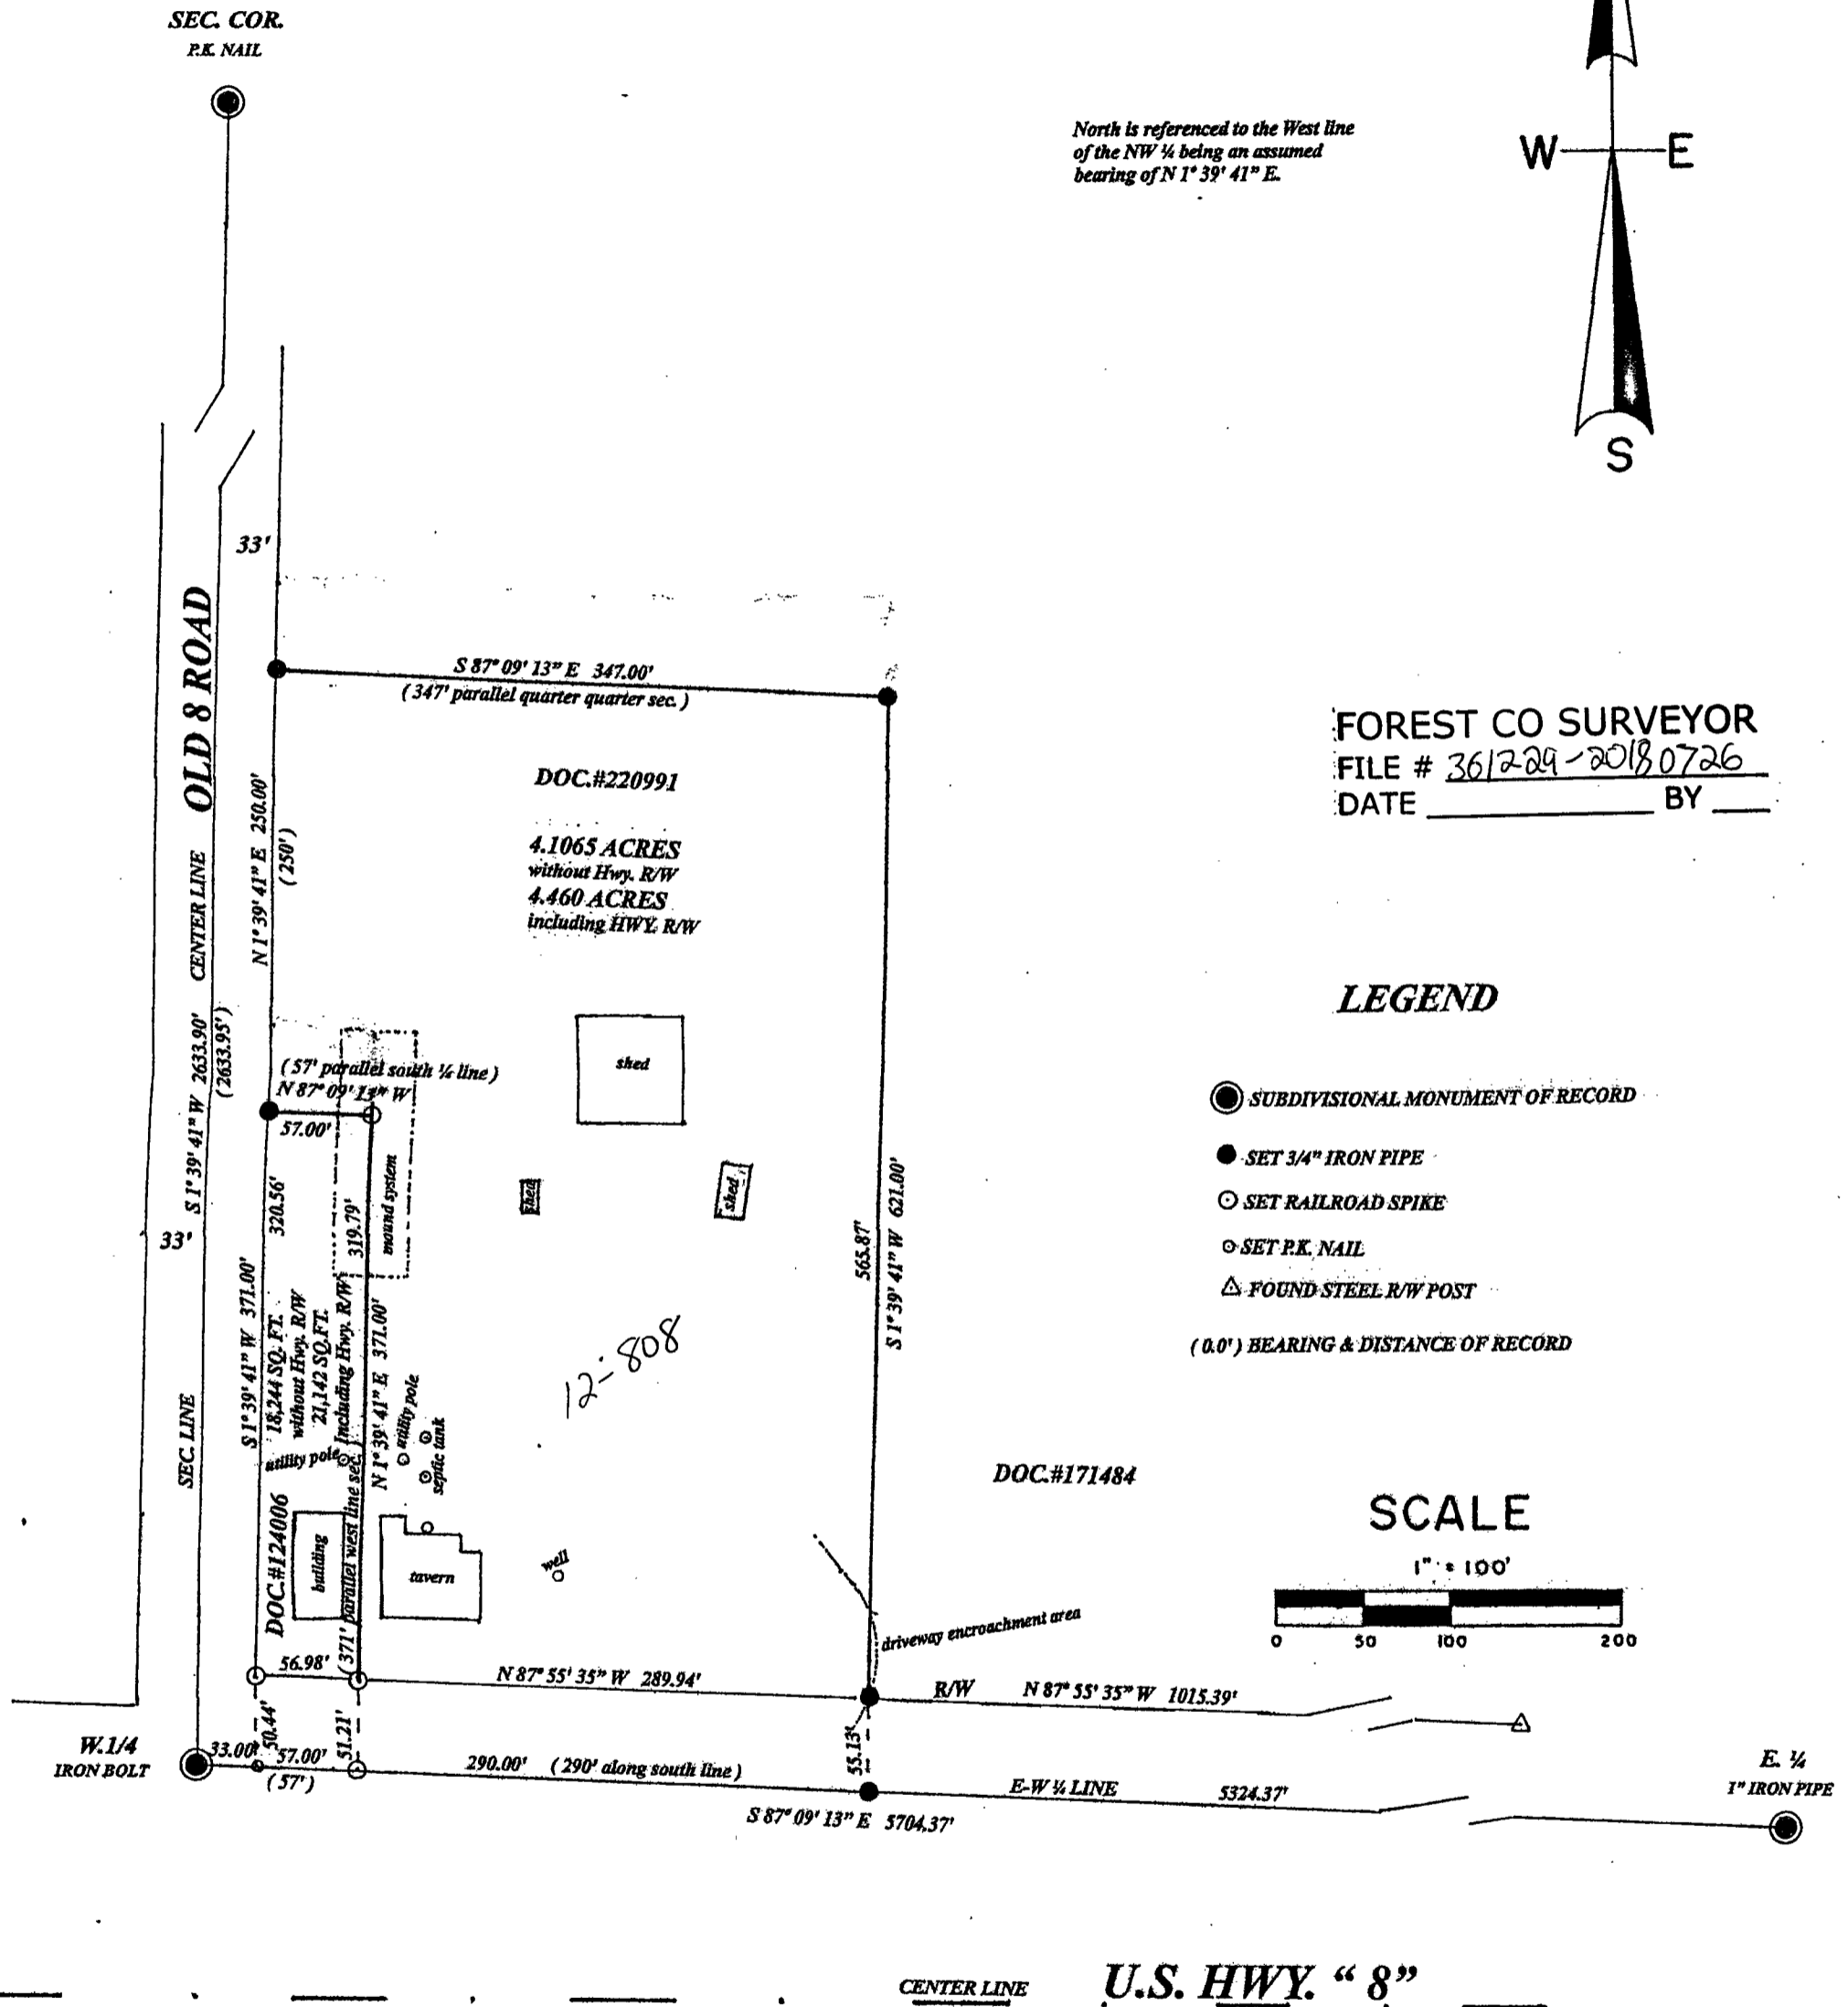 SEC. COR.
P.K. NAIL
North is referenced to the West line
of the NW ¼ being an assumed
bearing of N 1° 39' 41" E.
W E
S
33'
OLD 8 ROAD
CENTER LINE
S 1° 39' 41" W 2633.90'
(2633.95')
33'
SEC. LINE
S 87° 09' 13" E 347.00'
( 347' parallel quarter quarter sec. )
N 1° 39' 41" E 250.00'
( 250' )
DOC.#220991
4.1065 ACRES
without Hwy. R/W
4.460 ACRES
including HWY. R/W
FOREST CO SURVEYOR
FILE # 361229-20180726
DATE BY
LEGEND
SUBDIVISIONAL MONUMENT OF RECORD
SET 3/4" IRON PIPE
SET RAILROAD SPIKE
SET P.K. NAIL
FOUND STEEL R/W POST
( 0.0' ) BEARING & DISTANCE OF RECORD
shed
( 57' parallel south ¼ line )
N 87° 09' 13" W
57.00'
shed
shed
mound system
320.56'
319.79'
S 1° 39' 41" W 371.00'
18,244 SQ. FT.
without Hwy. R/W
21,142 SQ.FT.
Including Hwy. R/W
N 1° 39' 41" E 371.00'
( 371' parallel west line sec. )
565.87'
S 1° 39' 41" W 621.00'
12-808
utility pole
utility pole
septic tank
DOC.#124006
building
tavern
well
DOC.#171484
SCALE
1" = 100'
0 50 100 200
driveway encroachment area
56.98'
N 87° 55' 35" W 289.94'
R/W N 87° 55' 35" W 1015.39'
50.44'
51.21'
55.13'
W.1/4
IRON BOLT
33.00' 57.00'
( 57' )
290.00' ( 290' along south line )
E-W ¼ LINE 5324.37'
S 87° 09' 13" E 5704.37'
E. ¼
1" IRON PIPE
CENTER LINE
U.S. HWY. “ 8”